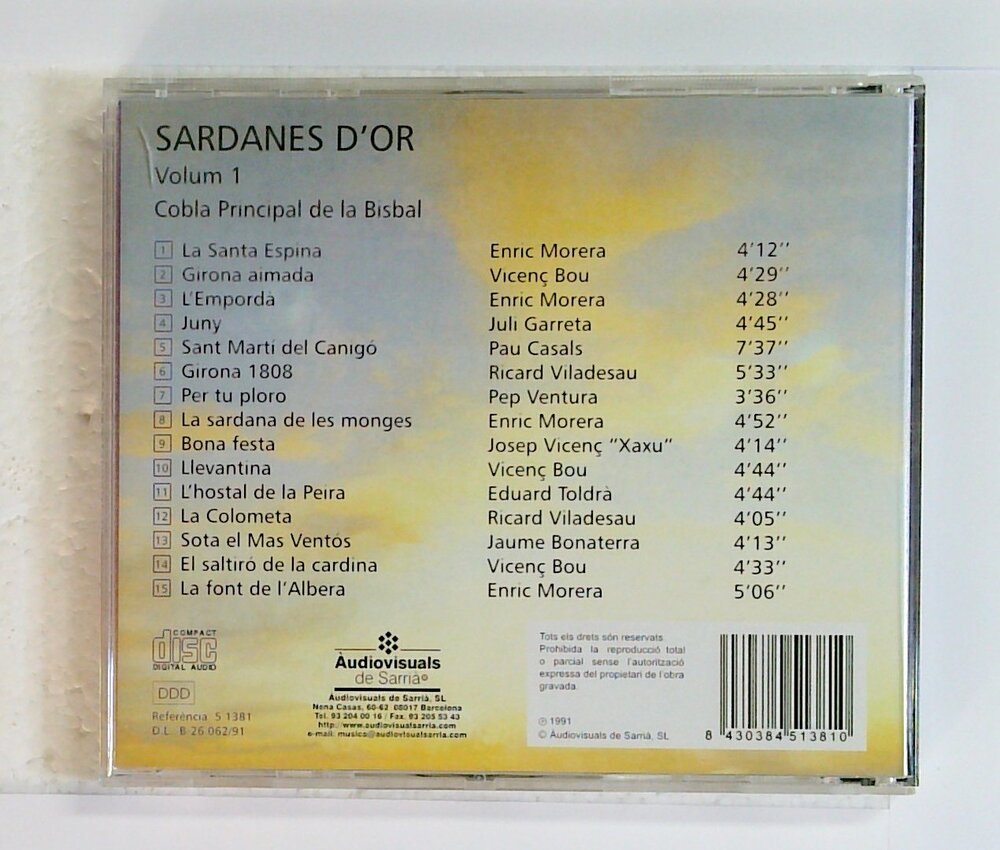 SARDANES D'OR
Volum 1
Cobla Principal de la Bisbal
1 La Santa Espina Enric Morera 4'12''
2 Girona aimada Vicenç Bou 4'29''
3 L'Empordà Enric Morera 4'28''
4 Juny Juli Garreta 4'45''
5 Sant Martí del Canigó Pau Casals 7'37''
6 Girona 1808 Ricard Viladesau 5'33''
7 Per tu ploro Pep Ventura 3'36''
8 La sardana de les monges Enric Morera 4'52''
9 Bona festa Josep Vicenç "Xaxu" 4'14''
10 Llevantina Vicenç Bou 4'44''
11 L'hostal de la Peira Eduard Toldrà 4'44''
12 La Colometa Ricard Viladesau 4'05''
13 Sota el Mas Ventós Jaume Bonaterra 4'13''
14 El saltiró de la cardina Vicenç Bou 4'33''
15 La font de l'Albera Enric Morera 5'06''
COMPACT
disc
DIGITAL AUDIO
DDD
Referència 5 1381
D.L. B 26 062/91
Àudiovisuals
de Sarrià®
Àudiovisuals de Sarrià, SL
Nena Casas, 60-62 08017 Barcelona
Tel. 93 204 00 16 / Fax. 93 205 53 43
http://www.audiovisualsarria.com
e-mail: musica@audiovisualsarria.com
Tots els drets són reservats.
Prohibida la reproducció total
o parcial sense l'autorització
expressa del propietari de l'obra
gravada.
℗ 1991
© Àudiovisuals de Sarrià, SL
8 430384 513810